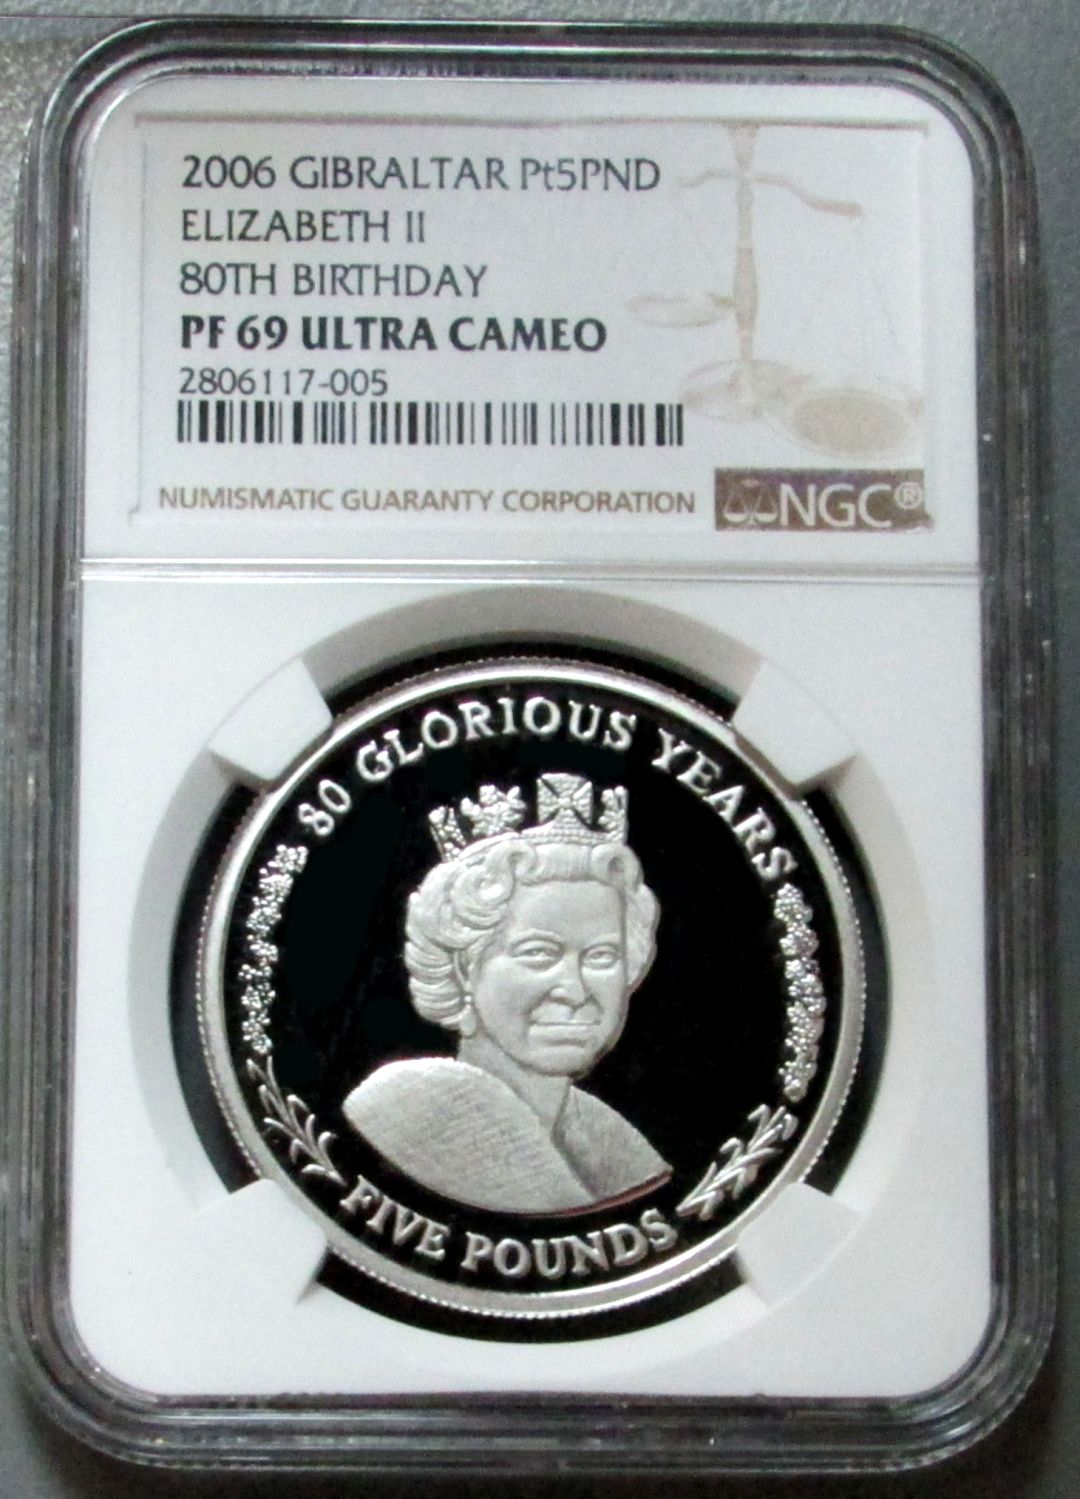 2006 GIBRALTAR Pt5PND
ELIZABETH II
80TH BIRTHDAY
PF 69 ULTRA CAMEO
2806117-005
NUMISMATIC GUARANTY CORPORATION NGC®
80 GLORIOUS YEARS
FIVE POUNDS